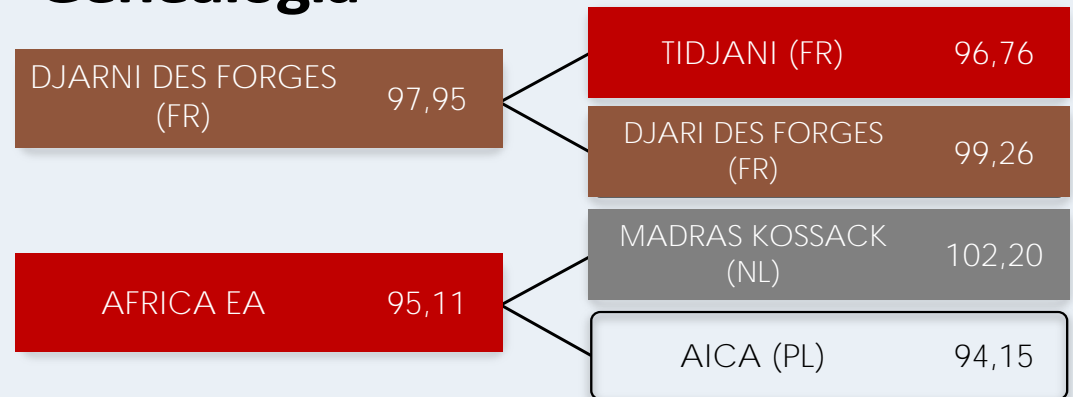 DJARNI DES FORGES
(FR)
97,95
TIDJANI (FR)
96,76
DJARI DES FORGES
(FR)
99,26
AFRICA EA
95,11
MADRAS KOSSACK
(NL)
102,20
AICA (PL)
94,15